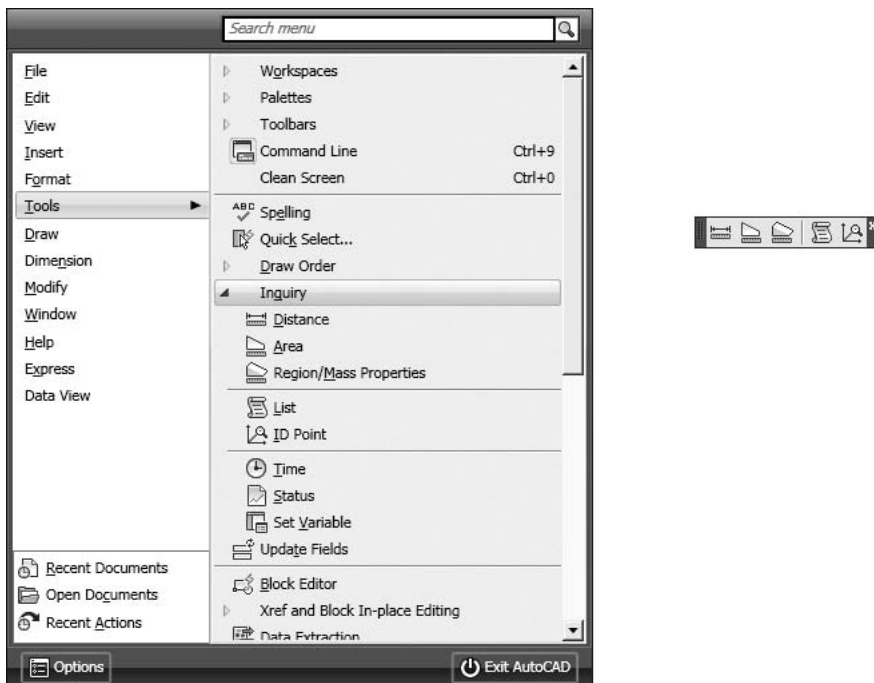 Search menu
File
Edit
View
Insert
Format
Tools
Draw
Dimension
Modify
Window
Help
Express
Data View
Recent Documents
Open Documents
Recent Actions
Workspaces
Palettes
Toolbars
Command Line Ctrl+9
Clean Screen Ctrl+0
ABC Spelling
Quick Select...
Draw Order
Inquiry
Distance
Area
Region/Mass Properties
List
ID Point
Time
Status
Set Variable
Update Fields
Block Editor
Xref and Block In-place Editing
Data Extraction
Options
Exit AutoCAD